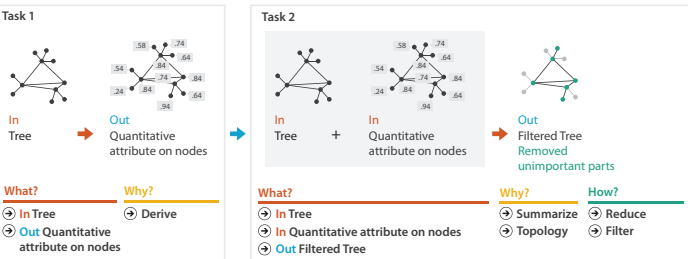 Task 1
.58
.74
.64
.54
.84
.74
.84
.24
.84
.64
.94
In
Tree
Out
Quantitative
attribute on nodes
What?
In Tree
Out Quantitative
attribute on nodes
Why?
Derive
Task 2
.58
.74
.64
.54
.84
.74
.84
.24
.84
.64
.94
In
Tree
+
In
Quantitative
attribute on nodes
Out
Filtered Tree
Removed
unimportant parts
What?
In Tree
In Quantitative attribute on nodes
Out Filtered Tree
Why?
Summarize
Topology
How?
Reduce
Filter